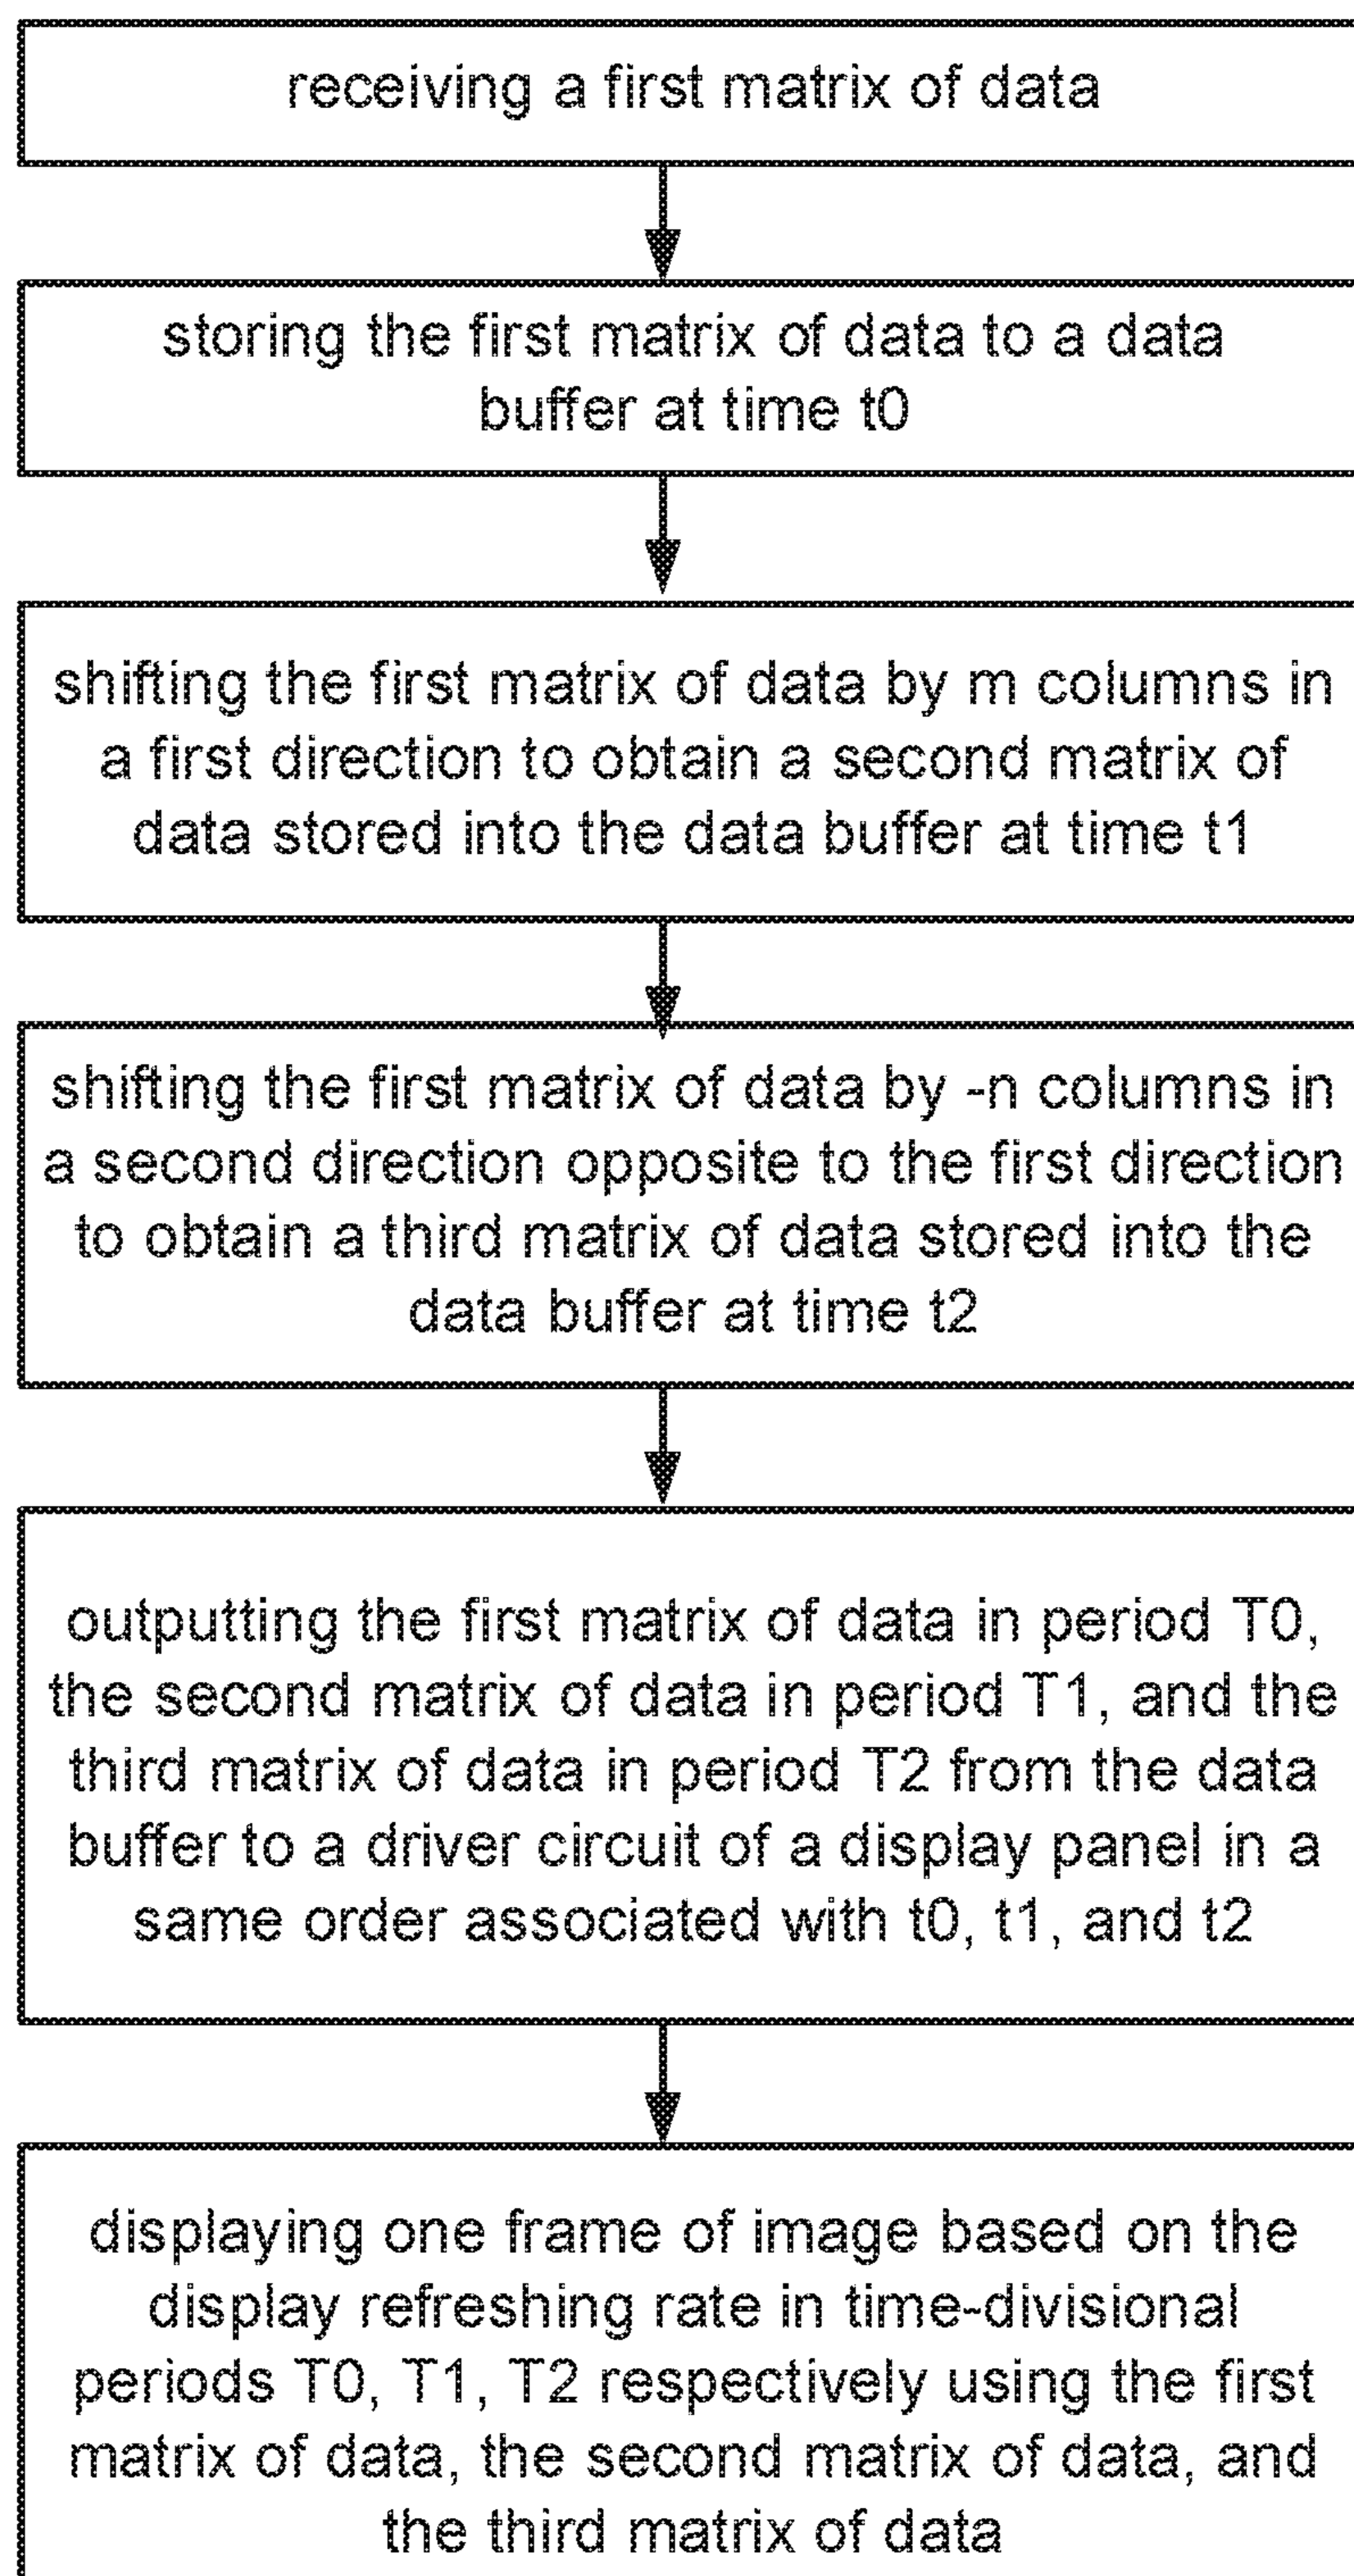 receiving a first matrix of data
storing the first matrix of data to a data
buffer at time t0
shifting the first matrix of data by m columns in
a first direction to obtain a second matrix of
data stored into the data buffer at time t1
shifting the first matrix of data by -n columns in
a second direction opposite to the first direction
to obtain a third matrix of data stored into the
data buffer at time t2
outputting the first matrix of data in period T0,
the second matrix of data in period T1, and the
third matrix of data in period T2 from the data
buffer to a driver circuit of a display panel in a
same order associated with t0, t1, and t2
displaying one frame of image based on the
display refreshing rate in time-divisional
periods T0, T1, T2 respectively using the first
matrix of data, the second matrix of data, and
the third matrix of data